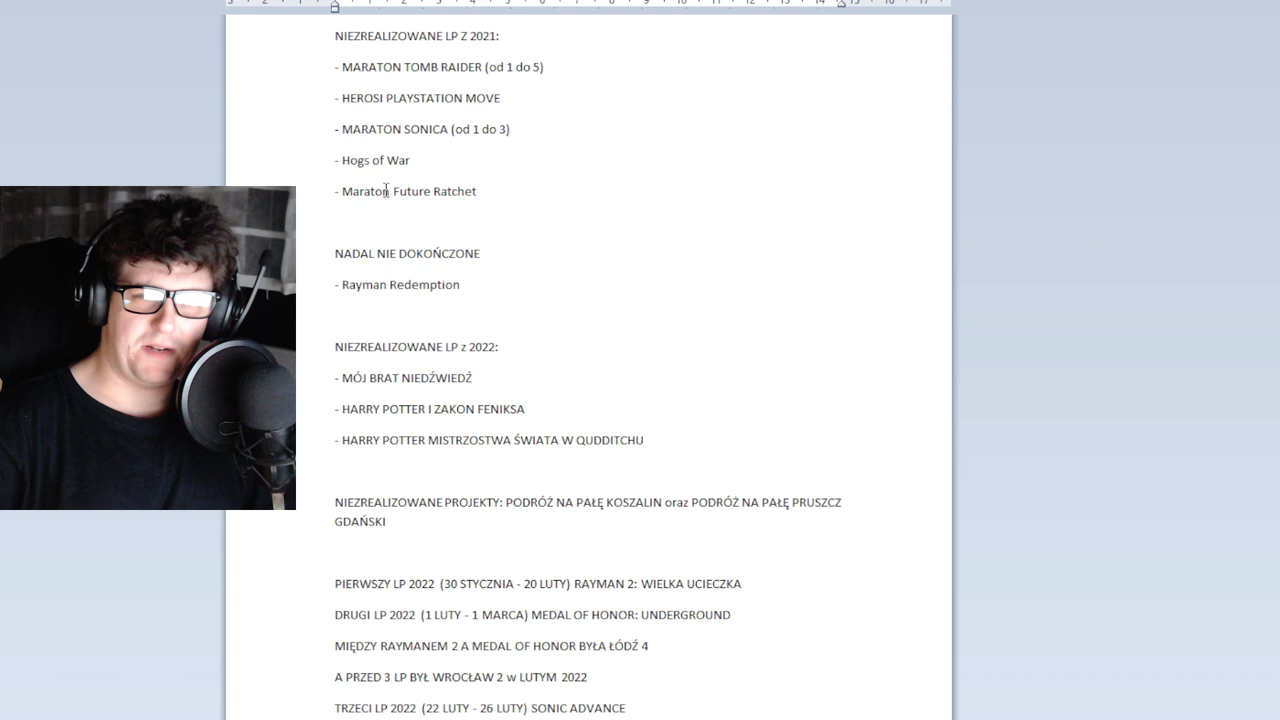 NIEZREALIZOWANE LP Z 2021:
- MARATON TOMB RAIDER (od 1 do 5)
- HEROSI PLAYSTATION MOVE
- MARATON SONICA (od 1 do 3)
- Hogs of War
- Maraton Future Ratchet
NADAL NIE DOKOŃCZONE
- Rayman Redemption
NIEZREALIZOWANE LP z 2022:
- MÓJ BRAT NIEDŹWIEDŹ
- HARRY POTTER I ZAKON FENIKSA
- HARRY POTTER MISTRZOSTWA ŚWIATA W QUDDITCHU
NIEZREALIZOWANE PROJEKTY: PODRÓŻ NA PAŁĘ KOSZALIN oraz PODRÓŻ NA PAŁĘ PRUSZCZ
GDAŃSKI
PIERWSZY LP 2022 (30 STYCZNIA - 20 LUTY) RAYMAN 2: WIELKA UCIECZKA
DRUGI LP 2022 (1 LUTY - 1 MARCA) MEDAL OF HONOR: UNDERGROUND
MIĘDZY RAYMANEM 2 A MEDAL OF HONOR BYŁA ŁÓDŹ 4
A PRZED 3 LP BYŁ WROCŁAW 2 w LUTYM 2022
TRZECI LP 2022 (22 LUTY - 26 LUTY) SONIC ADVANCE